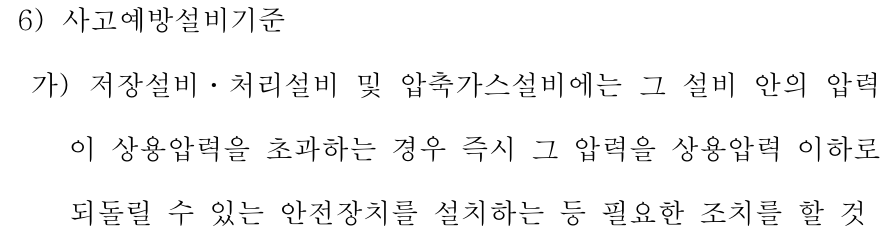 6) 사고예방설비기준
가) 저장설비·처리설비 및 압축가스설비에는 그 설비 안의 압력
이 상용압력을 초과하는 경우 즉시 그 압력을 상용압력 이하로
되돌릴 수 있는 안전장치를 설치하는 등 필요한 조치를 할 것